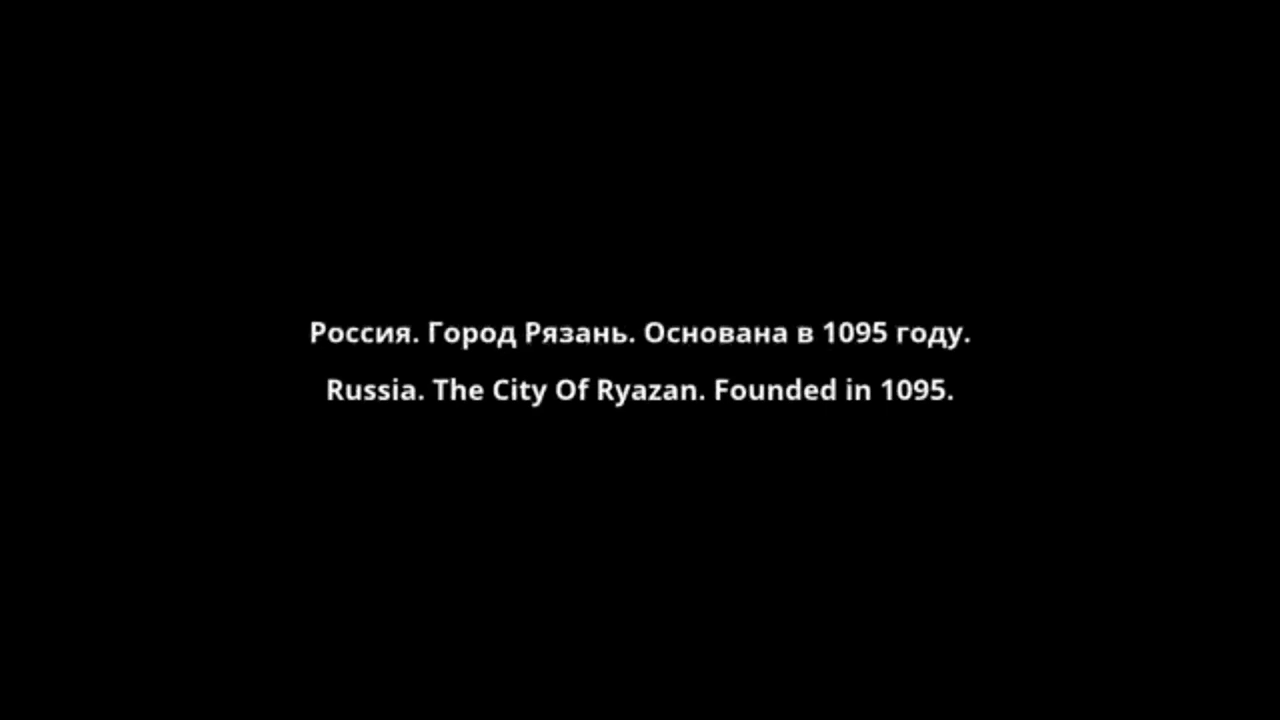 Россия. Город Рязань. Основана в 1095 году.
Russia. The City Of Ryazan. Founded in 1095.